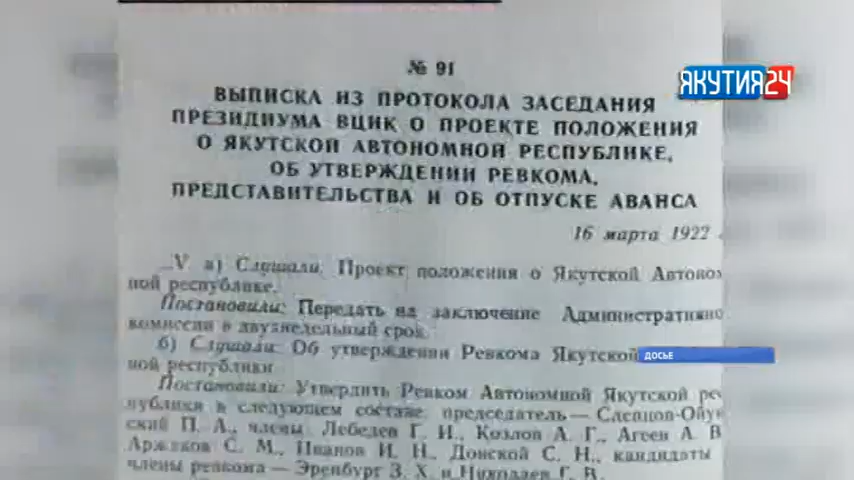 № 91
ЯКУТИЯ24
ВЫПИСКА ИЗ ПРОТОКОЛА ЗАСЕДАНИЯ
ПРЕЗИДИУМА ВЦИК О ПРОЕКТЕ ПОЛОЖЕНИЯ
О ЯКУТСКОЙ АВТОНОМНОЙ РЕСПУБЛИКЕ,
ОБ УТВЕРЖДЕНИИ РЕВКОМА,
ПРЕДСТАВИТЕЛЬСТВА И ОБ ОТПУСКЕ АВАНСА
16 марта 1922
...V а) Слушали: Проект положения о Якутской Автоном
ной республике.
Постановили: Передать на заключение Административно
комиссии в двухнедельный срок.
б) Слушали: Об утверждении Ревкома Якутской
ДОСЬЕ
ной республики
Постановили: Утвердить Ревком Автономной Якутской рес
публики в следующем составе: председатель — Слепцов-Ойун
ский П. А., члены Лебедев Г. И., Козлов А. Г., Агеев А. В
Аржаков С. М., Иванов И. Н., Донской С. Н., кандидаты
члены ревкома — Эренбург З. Х. и Николаев Г. В.